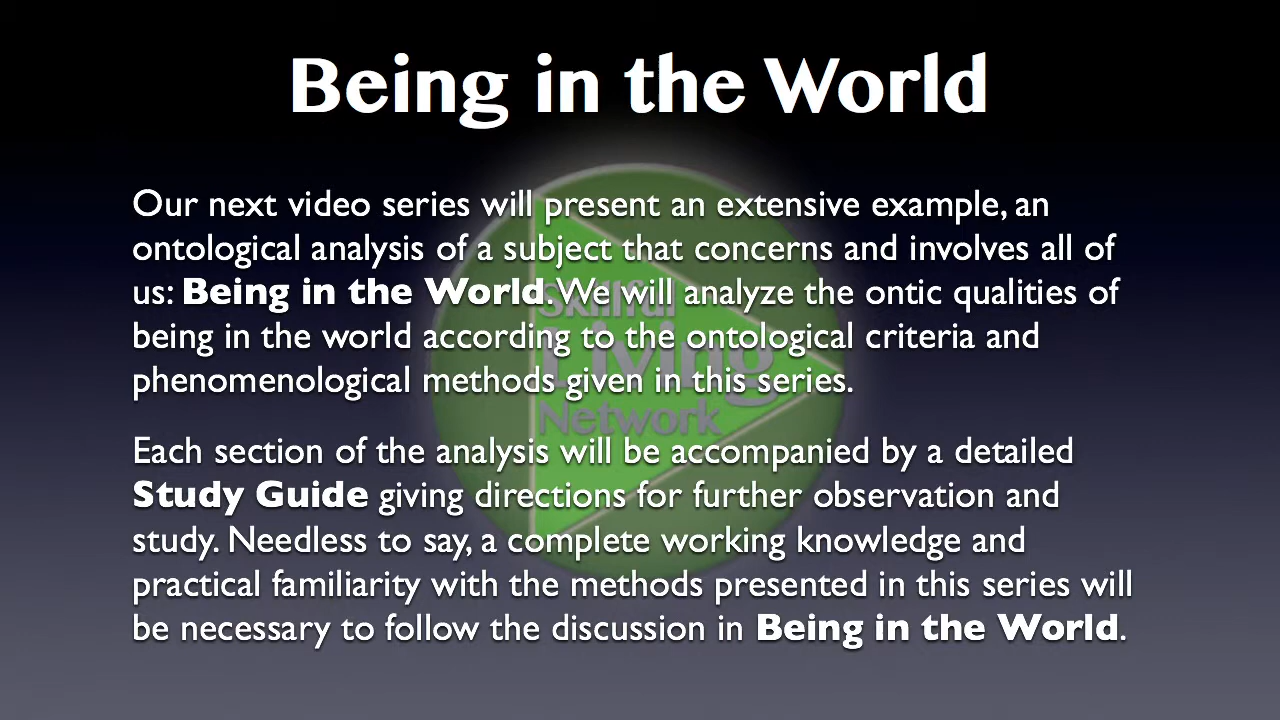 Being in the World
Our next video series will present an extensive example, an
ontological analysis of a subject that concerns and involves all of
us: Being in the World. We will analyze the ontic qualities of
being in the world according to the ontological criteria and
phenomenological methods given in this series.
Each section of the analysis will be accompanied by a detailed
Study Guide giving directions for further observation and
study. Needless to say, a complete working knowledge and
practical familiarity with the methods presented in this series will
be necessary to follow the discussion in Being in the World.
Skillful
Living
Network